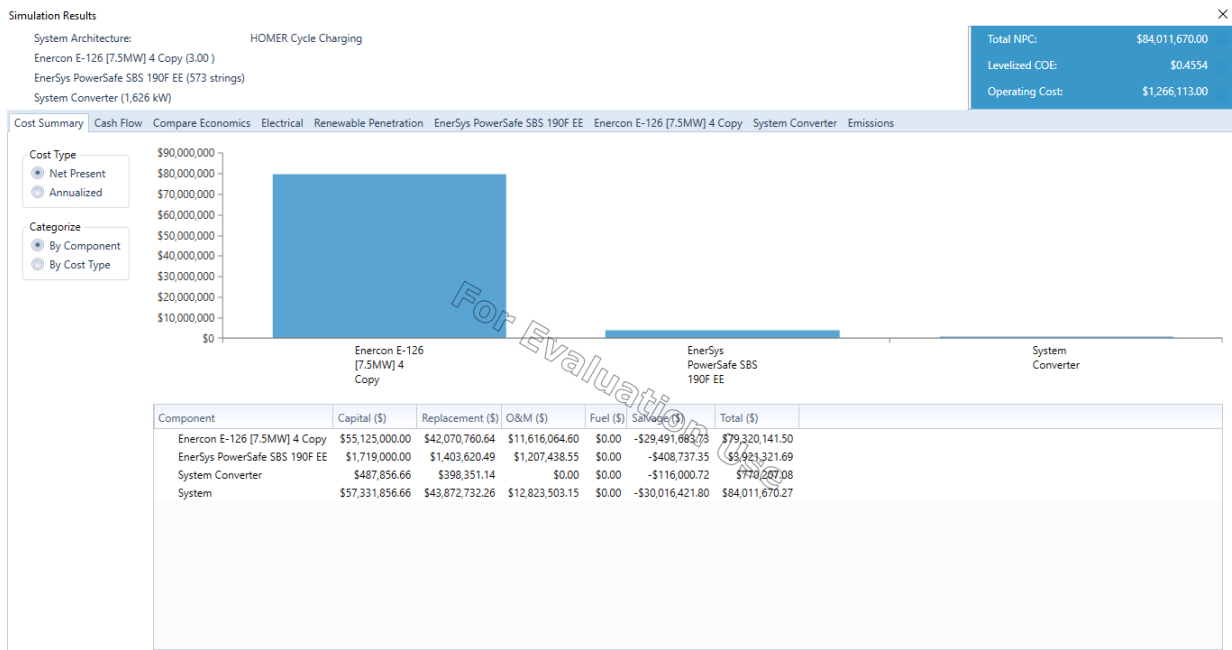 Simulation Results
System Architecture: HOMER Cycle Charging
Enercon E-126 [7.5MW] 4 Copy (3.00 )
EnerSys PowerSafe SBS 190F EE (573 strings)
System Converter (1,626 kW)
Total NPC: $84,011,670.00
Levelized COE: $0.4554
Operating Cost: $1,266,113.00
Cost Summary Cash Flow Compare Economics Electrical Renewable Penetration EnerSys PowerSafe SBS 190F EE Enercon E-126 [7.5MW] 4 Copy System Converter Emissions
Cost Type
Net Present
Annualized
Categorize
By Component
By Cost Type
$90,000,000
$80,000,000
$70,000,000
$60,000,000
$50,000,000
$40,000,000
$30,000,000
$20,000,000
$10,000,000
$0
Enercon E-126
[7.5MW] 4
Copy
EnerSys
PowerSafe SBS
190F EE
System
Converter
For Evaluation Use
Component Capital ($) Replacement ($) O&M ($) Fuel ($) Salvage ($) Total ($)
Enercon E-126 [7.5MW] 4 Copy $55,125,000.00 $42,070,760.64 $11,616,064.60 $0.00 -$29,491,683.73 $79,320,141.50
EnerSys PowerSafe SBS 190F EE $1,719,000.00 $1,403,620.49 $1,207,438.55 $0.00 -$408,737.35 $3,921,321.69
System Converter $487,856.66 $398,351.14 $0.00 $0.00 -$116,000.72 $770,207.08
System $57,331,856.66 $43,872,732.26 $12,823,503.15 $0.00 -$30,016,421.80 $84,011,670.27